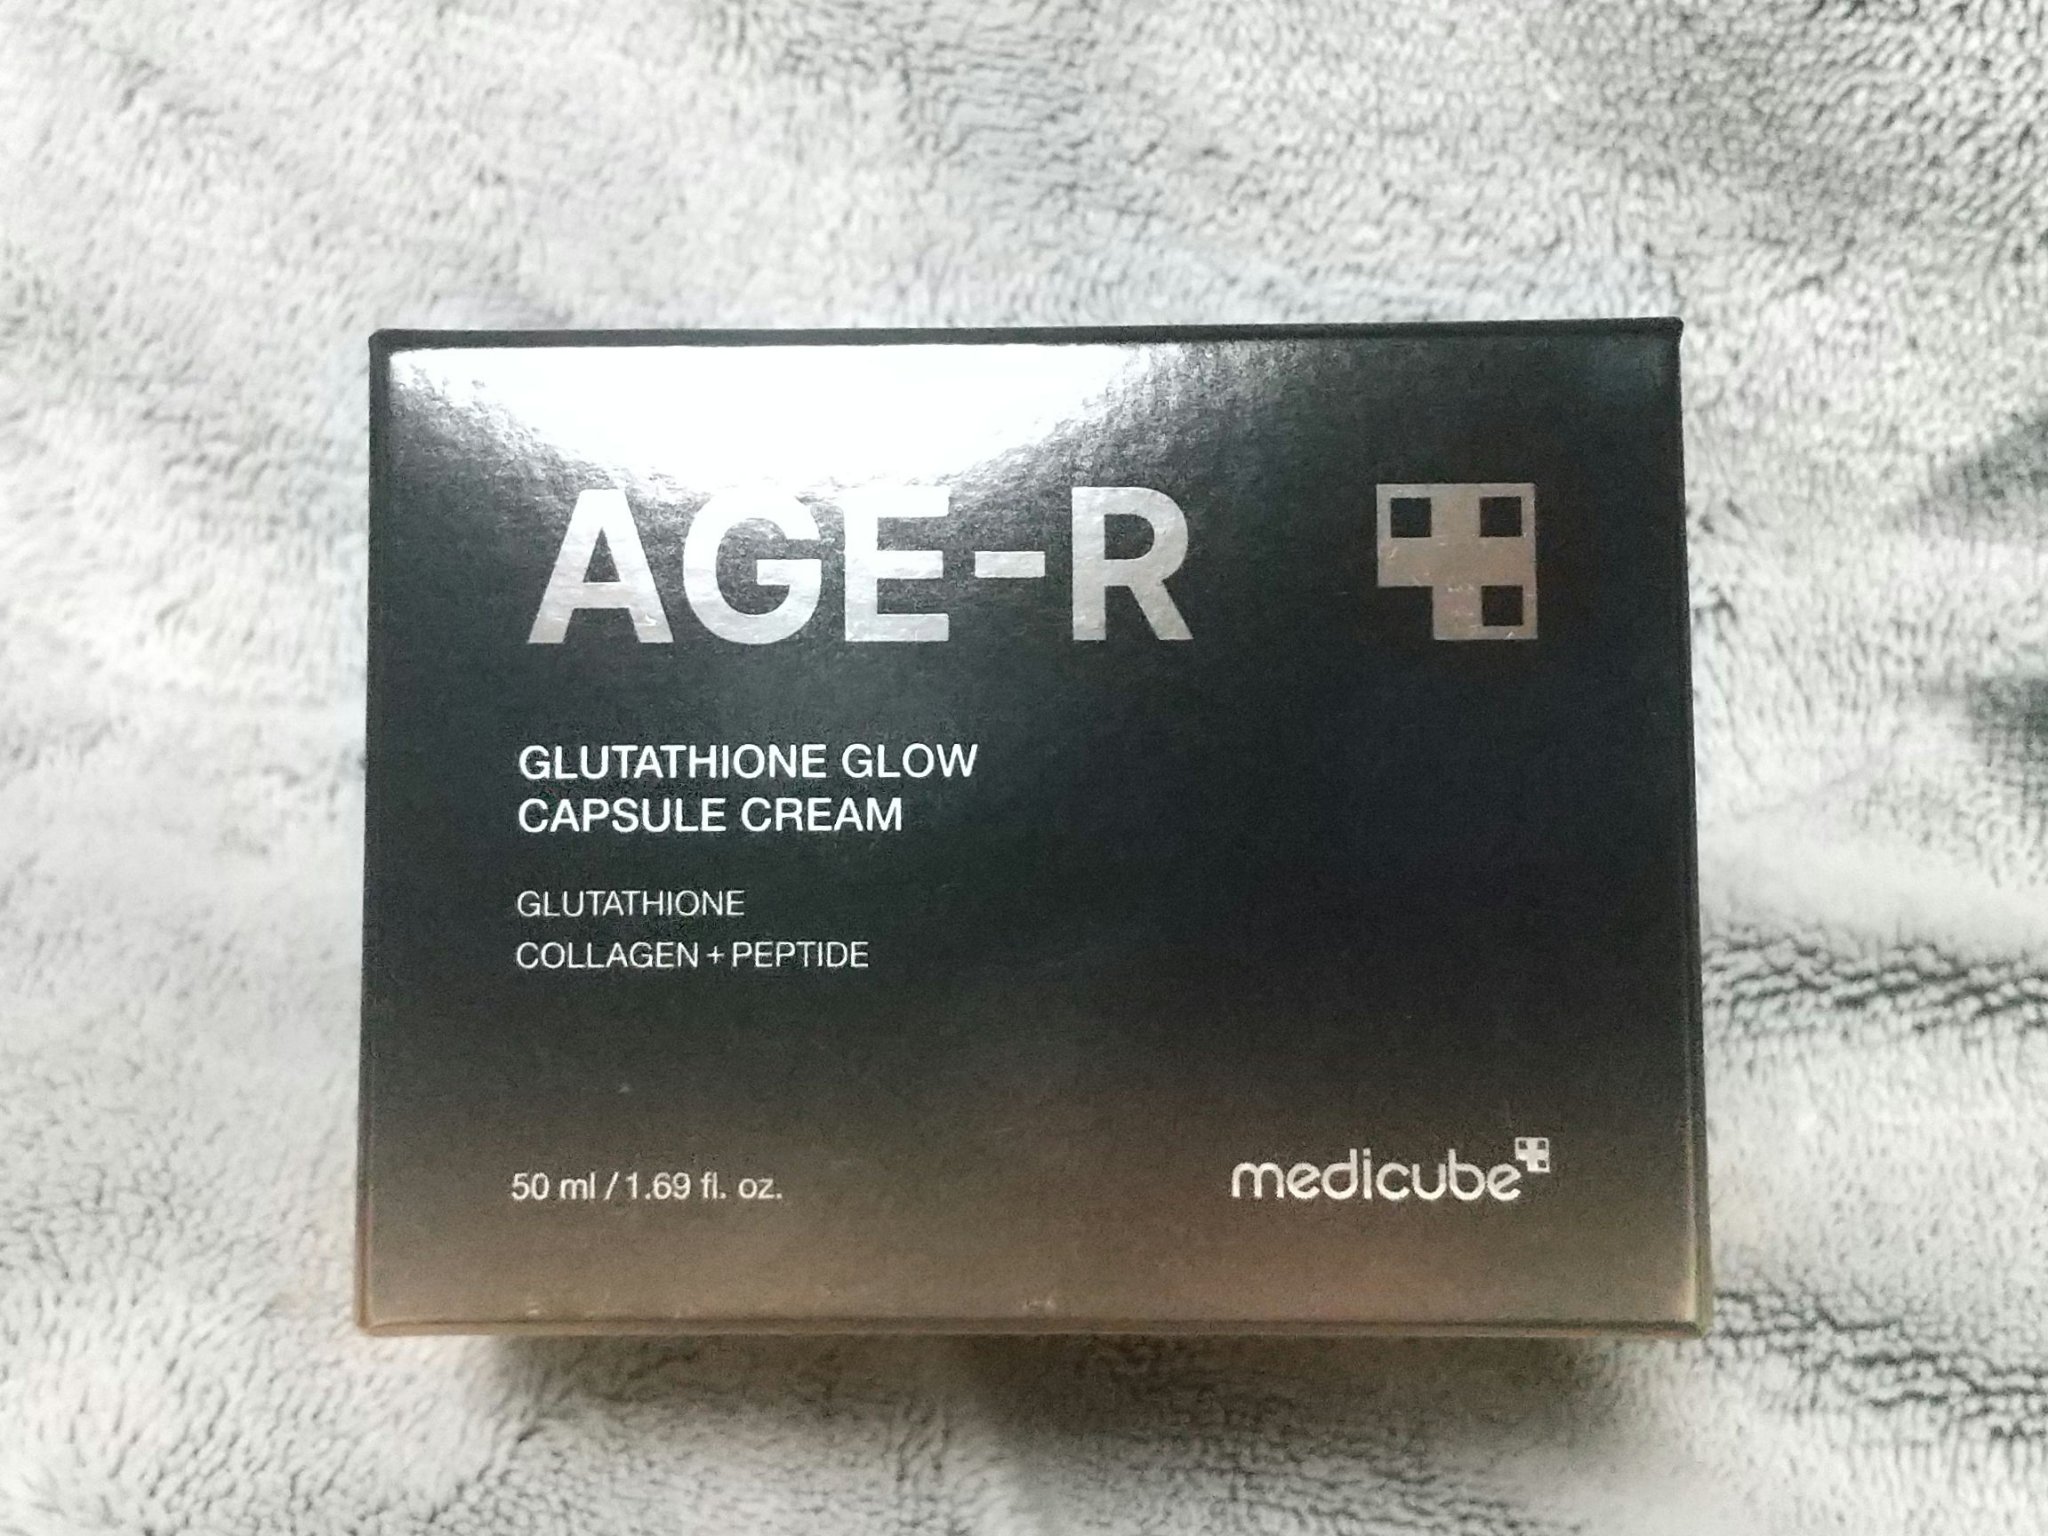 AGE-R
GLUTATHIONE GLOW
CAPSULE CREAM
GLUTATHIONE
COLLAGEN + PEPTIDE
50 ml / 1.69 fl. oz.
medicube